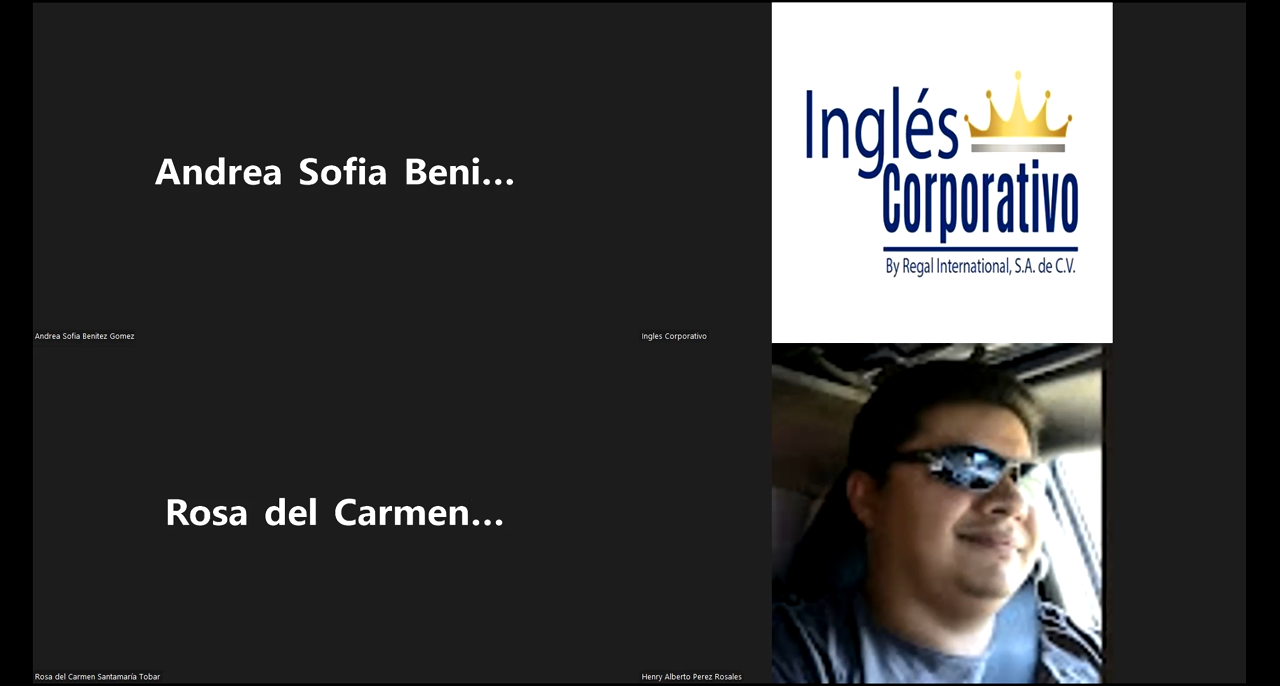 Andrea Sofia Beni...
Andrea Sofia Benitez Gomez
Inglés
Corporativo
By Regal International, S.A. de C.V.
Ingles Corporativo
Rosa del Carmen...
Rosa del Carmen Santamaría Tobar
Henry Alberto Perez Rosales